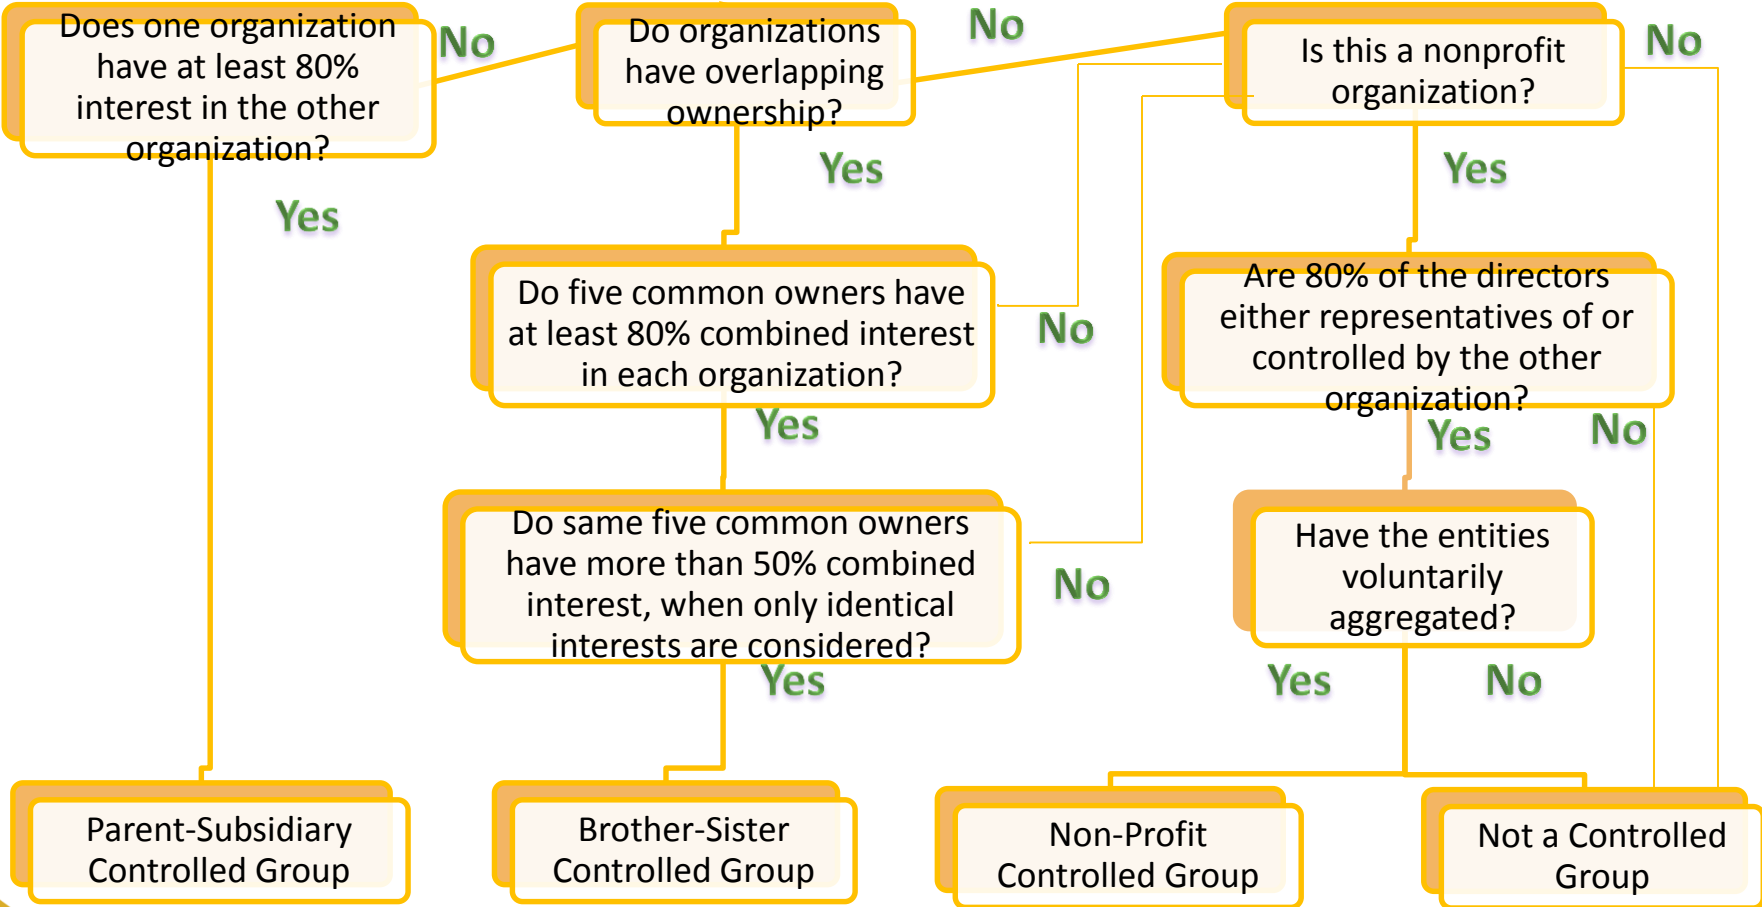 Does one organization
have at least 80%
interest in the other
organization?
No
Do organizations
have overlapping
ownership?
No
Is this a nonprofit
organization?
No
Yes
Yes
Yes
Do five common owners have
at least 80% combined interest
in each organization?
No
Are 80% of the directors
either representatives of or
controlled by the other
organization?
Yes
Yes
No
Do same five common owners
have more than 50% combined
interest, when only identical
interests are considered?
No
Have the entities
voluntarily
aggregated?
Yes
Yes
No
Parent-Subsidiary
Controlled Group
Brother-Sister
Controlled Group
Non-Profit
Controlled Group
Not a Controlled
Group